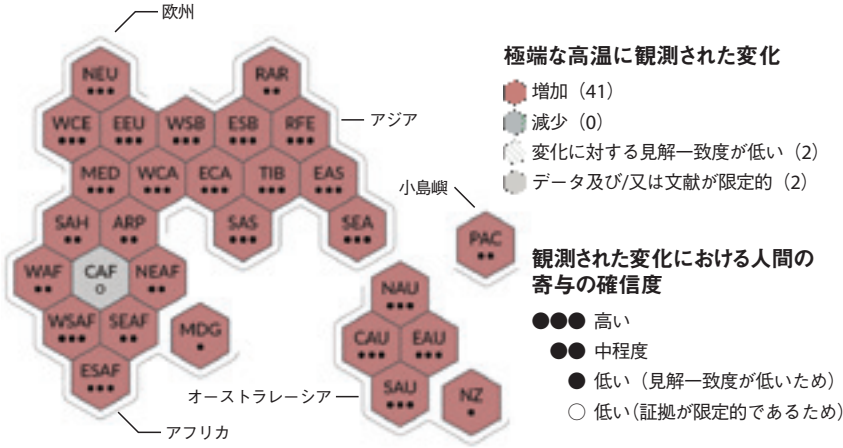 欧州
NEU
●●●
RAR
●●
WCE
●●●
EEU
●●●
WSB
●●●
ESB
●●●
RFE
●●●
アジア
MED
●●●
WCA
●●●
ECA
●●●
TIB
●●●
EAS
●●●
小島嶼
SAH
●●
ARP
●●
SAS
●●●
SEA
●●●
PAC
●●
WAF
●●
CAF
○
NEAF
●●
NAU
●●●
WSAF
●●●
SEAF
●●
MDG
●
CAU
●●●
EAU
●●●
ESAF
●●●
オーストラレーシア
SAU
●●●
NZ
●
アフリカ
極端な高温に観測された変化
増加（41）
減少（0）
変化に対する見解一致度が低い（2）
データ及び/又は文献が限定的（2）
観測された変化における人間の
寄与の確信度
●●● 高い
●● 中程度
● 低い（見解一致度が低いため）
○ 低い（証拠が限定的であるため）